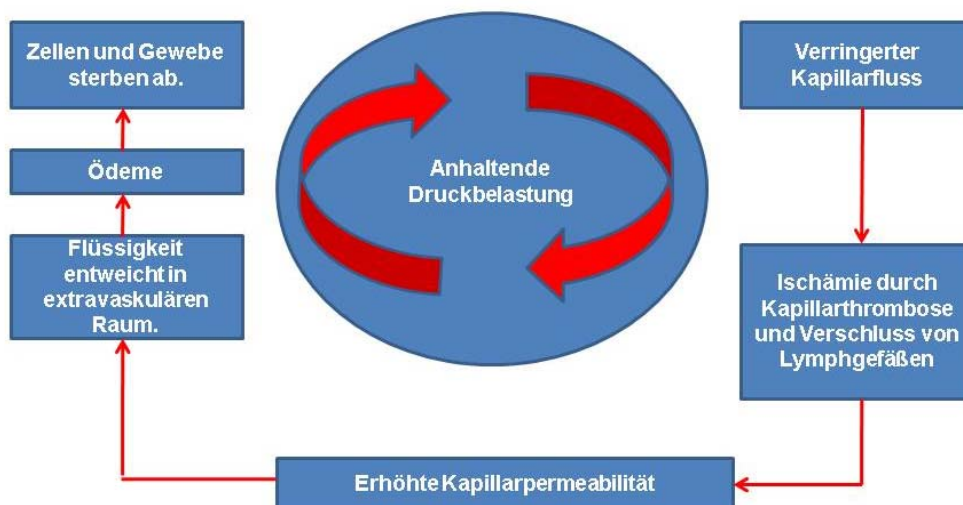 Zellen und Gewebe
sterben ab.
Ödeme
Flüssigkeit
entweicht in
extravaskulären
Raum.
Anhaltende
Druckbelastung
Verringerter
Kapillarfluss
Ischämie durch
Kapillarthrombose
und Verschluss von
Lymphgefäßen
Erhöhte Kapillarpermeabilität